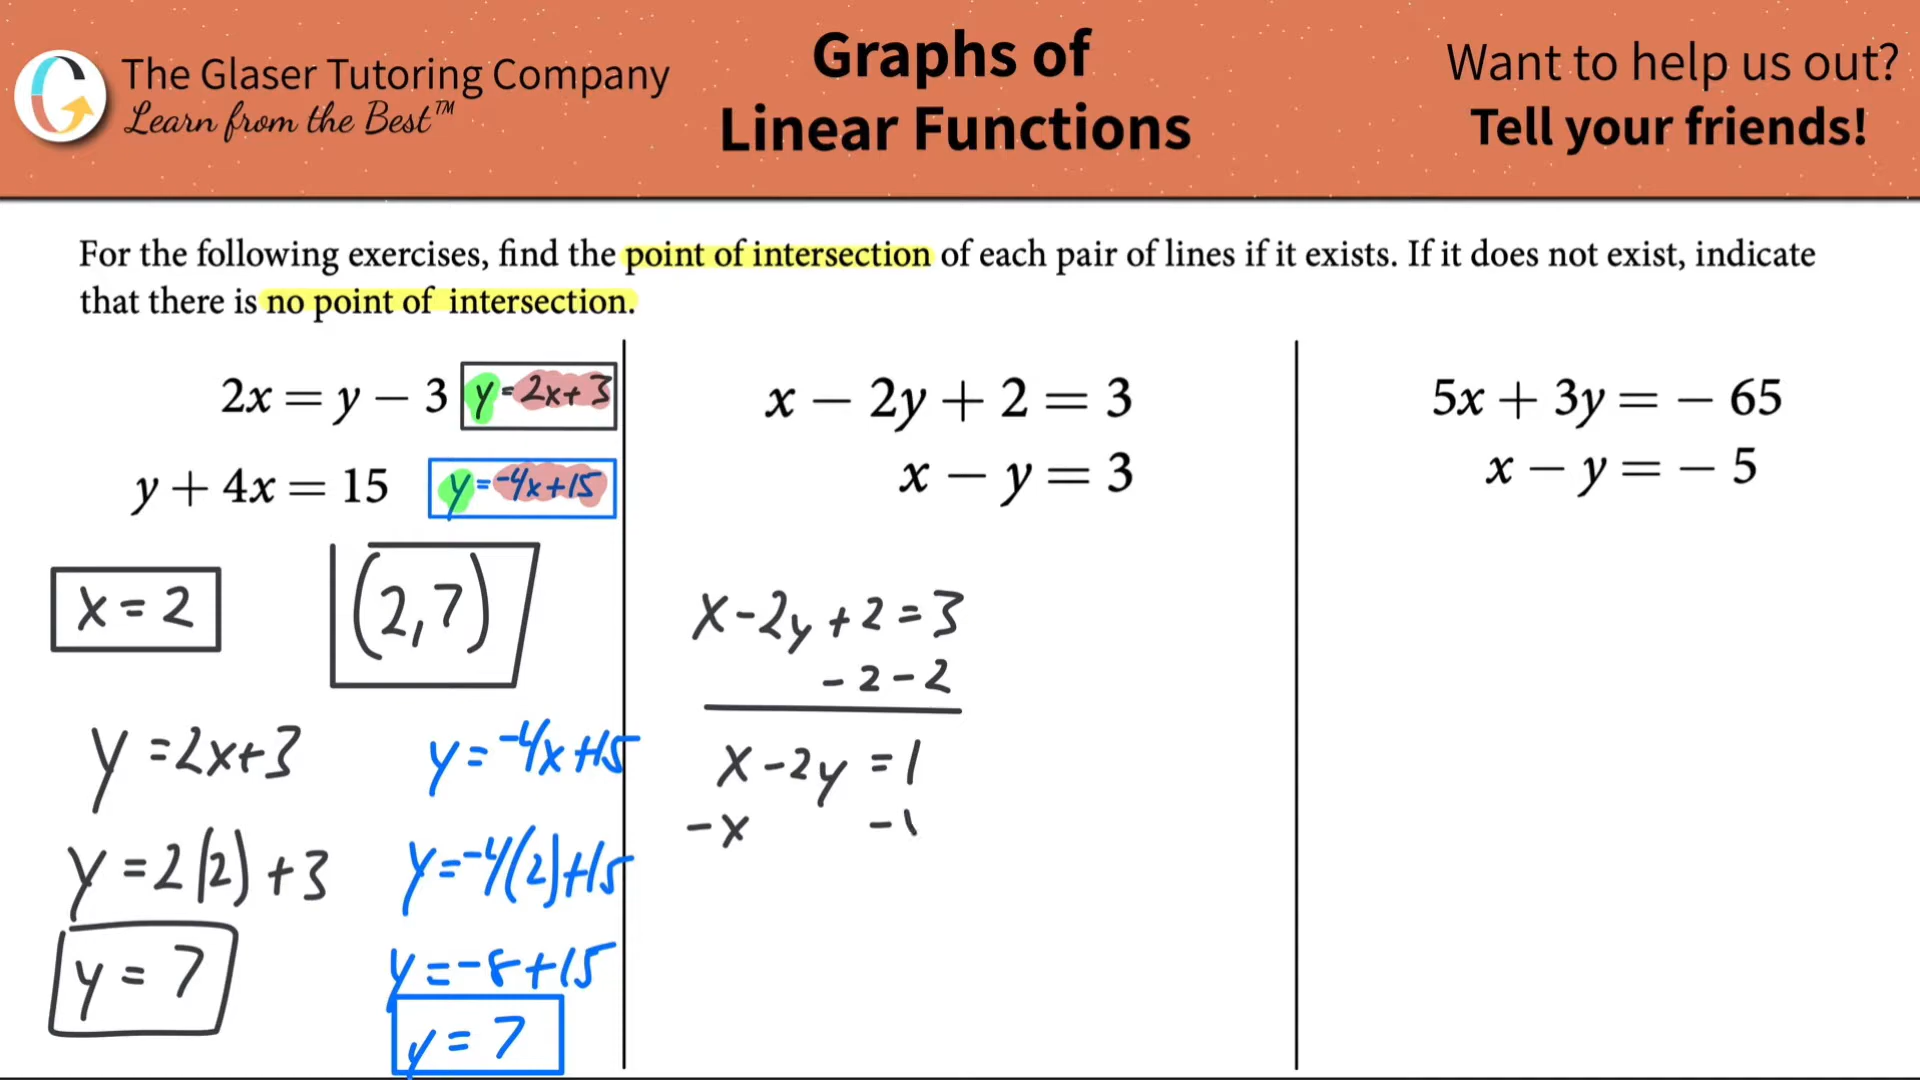 The Glaser Tutoring Company
Learn from the Best™
Graphs of
Linear Functions
Want to help us out?
Tell your friends!
For the following exercises, find the point of intersection of each pair of lines if it exists. If it does not exist, indicate
that there is no point of intersection.
2x = y − 3
y = 2x + 3
y + 4x = 15
y = -4x + 15
x = 2
(2, 7)
y = 2x + 3
y = 2(2) + 3
y = 7
y = -4x + 15
y = -4(2) + 15
y = -8 + 15
y = 7
x − 2y + 2 = 3
x − y = 3
x - 2y + 2 = 3
- 2 - 2
x - 2y = 1
-x
5x + 3y = − 65
x − y = − 5